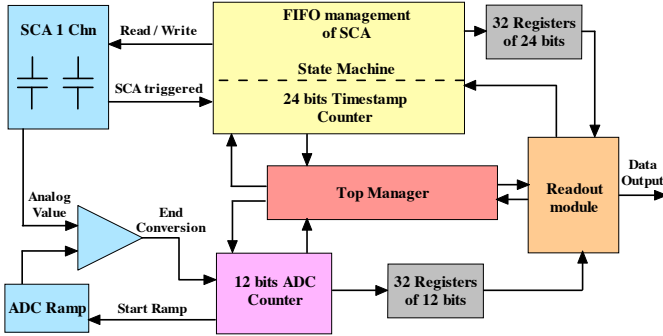 SCA 1 Chn
Read / Write
SCA triggered
FIFO management
of SCA
State Machine
24 bits Timestamp
Counter
32 Registers
of 24 bits
Top Manager
Readout
module
Data
Output
Analog
Value
End
Conversion
ADC Ramp
Start Ramp
12 bits ADC
Counter
32 Registers
of 12 bits